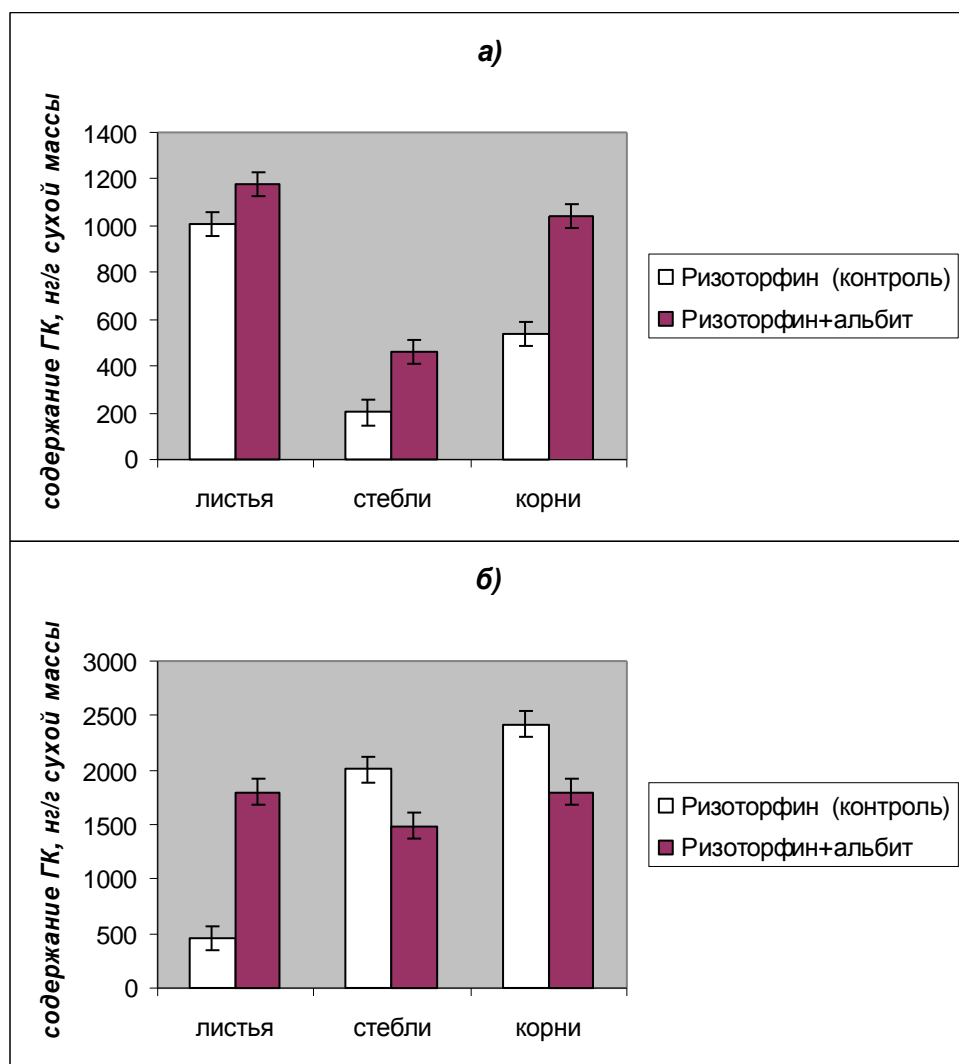 а)
содержание ГК, нг/г сухой массы
1400
1200
1000
800
600
400
200
0
листья стебли корни
Ризоторфин (контроль)
Ризоторфин+альбит
б)
содержание ГК, нг/г сухой массы
3000
2500
2000
1500
1000
500
0
листья стебли корни
Ризоторфин (контроль)
Ризоторфин+альбит